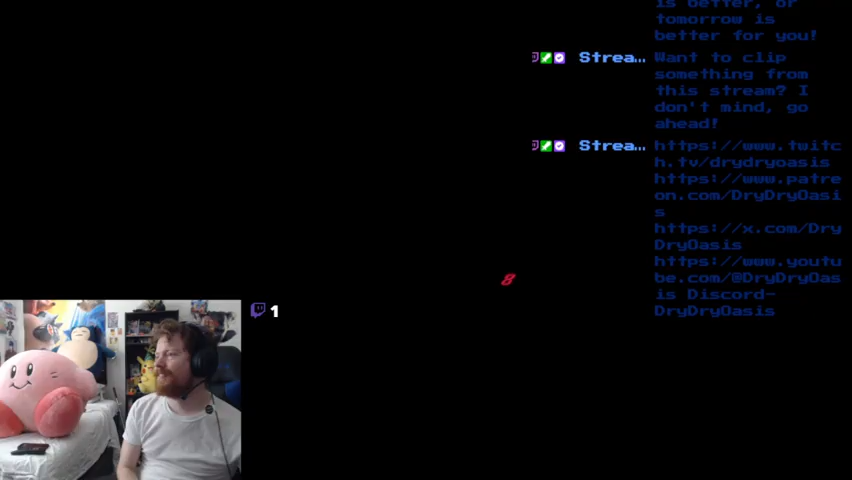 is better, or
tomorrow is
better for you!
Strea...
Want to clip
something from
this stream? I
don't mind, go
ahead!
Strea...
https://www.twitc
h.tv/drydryoasis
https://www.patre
on.com/DryDryOasi
s
https://x.com/Dry
DryOasis
https://www.youtu
be.com/@DryDryOas
is Discord-
DryDryOasis
8
1